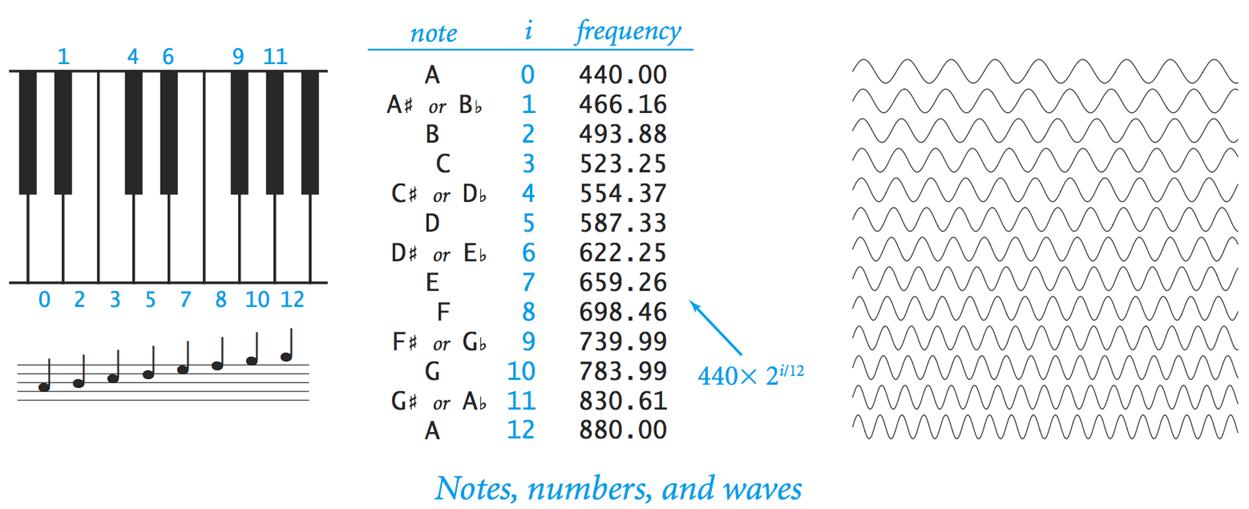 1 4 6 9 11
0 2 3 5 7 8 10 12
note i frequency
A 0 440.00
A♯ or B♭ 1 466.16
B 2 493.88
C 3 523.25
C♯ or D♭ 4 554.37
D 5 587.33
D♯ or E♭ 6 622.25
E 7 659.26
F 8 698.46
F♯ or G♭ 9 739.99
G 10 783.99
G♯ or A♭ 11 830.61
A 12 880.00
440× 2^i/12
Notes, numbers, and waves